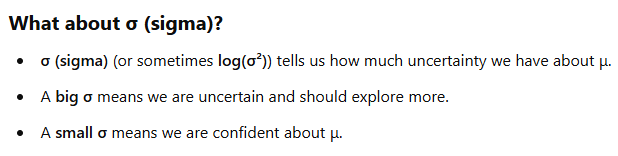 What about σ (sigma)?
• σ (sigma) (or sometimes log(σ²)) tells us how much uncertainty we have about μ.
• A big σ means we are uncertain and should explore more.
• A small σ means we are confident about μ.